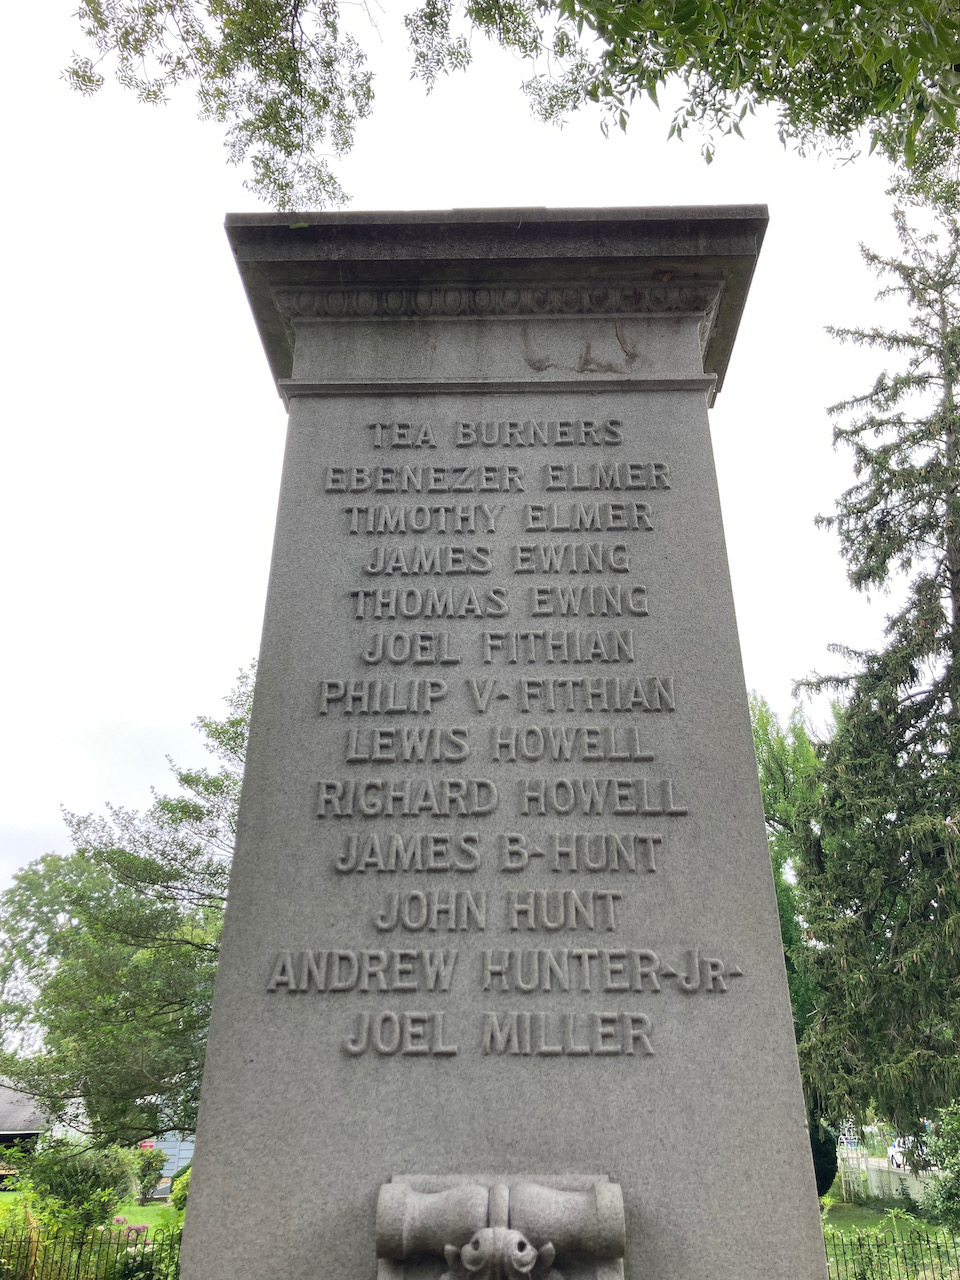 TEA BURNERS
EBENEZER ELMER
TIMOTHY ELMER
JAMES EWING
THOMAS EWING
JOEL FITHIAN
PHILIP V-FITHIAN
LEWIS HOWELL
RICHARD HOWELL
JAMES B-HUNT
JOHN HUNT
ANDREW HUNTER-JR-
JOEL MILLER